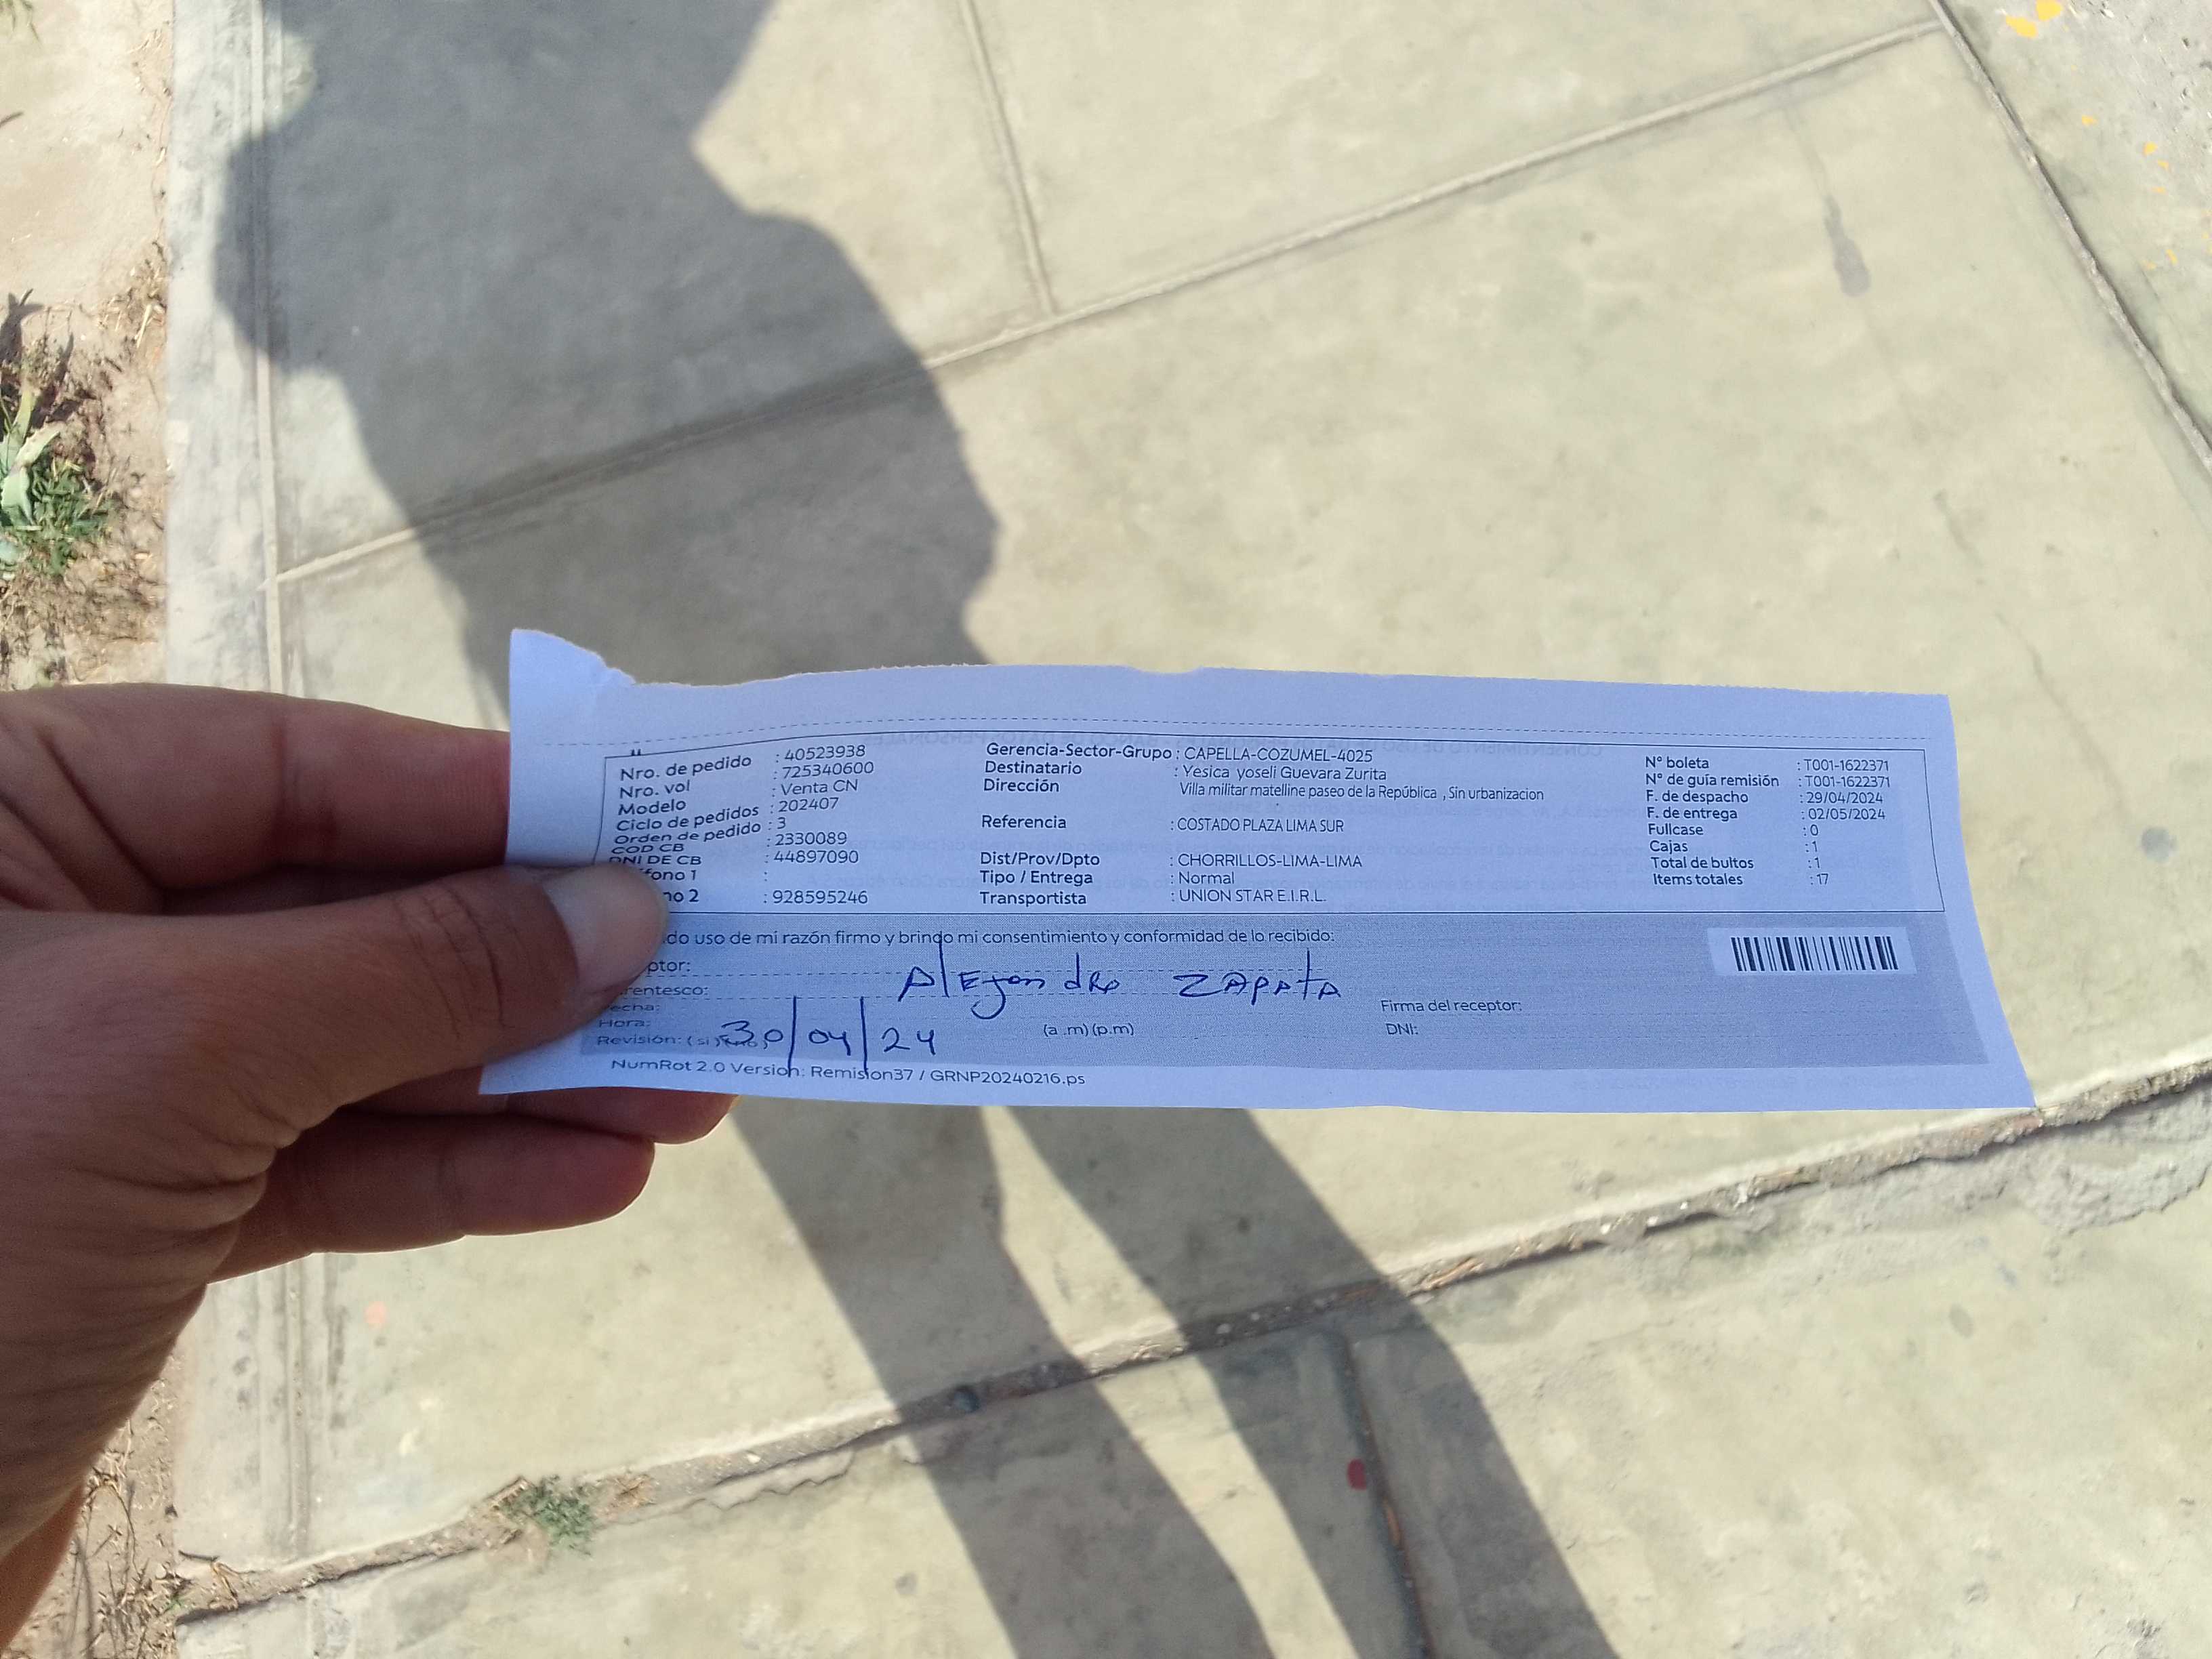 Nro. de pedido : 40523938
Nro. vol : 725340600
Modelo : Venta CN
Ciclo de pedidos : 202407
Orden de pedido : 3
COD CB : 2330089
DNI DE CB : 44897090
fono 1 :
no 2 : 928595246
Gerencia-Sector-Grupo : CAPELLA-COZUMEL-4025
Destinatario : Yesica yoseli Guevara Zurita
Dirección Villa militar matelline paseo de la República , Sin urbanizacion
Referencia : COSTADO PLAZA LIMA SUR
Dist/Prov/Dpto : CHORRILLOS-LIMA-LIMA
Tipo / Entrega : Normal
Transportista : UNION STAR E.I.R.L.
N° boleta : T001-1622371
N° de guía remisión : T001-1622371
F. de despacho : 29/04/2024
F. de entrega : 02/05/2024
Fullcase : 0
Cajas : 1
Total de bultos : 1
Items totales : 17
do uso de mi razón firmo y brindo mi consentimiento y conformidad de lo recibido:
ptor:
rentesco: Alejandro ZAPATA
echa:
Hora: 30/04/24 (a .m) (p.m)
Revisión: ( si )
Firma del receptor:
DNI:
NumRot 2.0 Version: Remision37 / GRNP20240216.ps